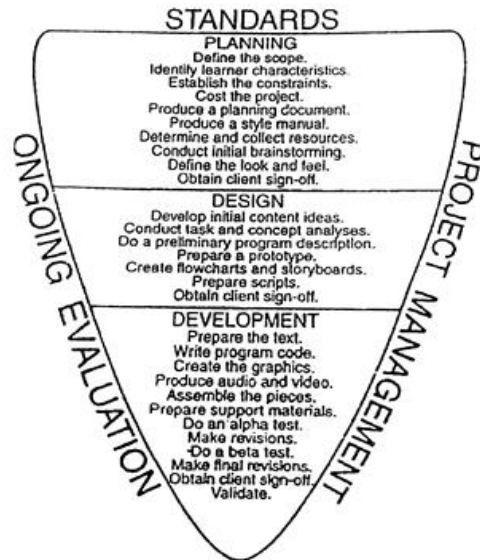 STANDARDS
PLANNING
Define the scope.
Identify learner characteristics.
Establish the constraints.
Cost the project.
Produce a planning document.
Produce a style manual.
Determine and collect resources.
Conduct initial brainstorming.
Define the look and feel.
Obtain client sign-off.
DESIGN
Develop initial content ideas.
Conduct task and concept analyses.
Do a preliminary program description.
Prepare a prototype.
Create flowcharts and storyboards.
Prepare scripts.
Obtain client sign-off.
DEVELOPMENT
Prepare the text.
Write program code.
Create the graphics.
Produce audio and video.
Assemble the pieces.
Prepare support materials.
Do an alpha test.
Make revisions.
Do a beta test.
Make final revisions.
Obtain client sign-off.
Validate.
ONGOING EVALUATION
PROJECT MANAGEMENT